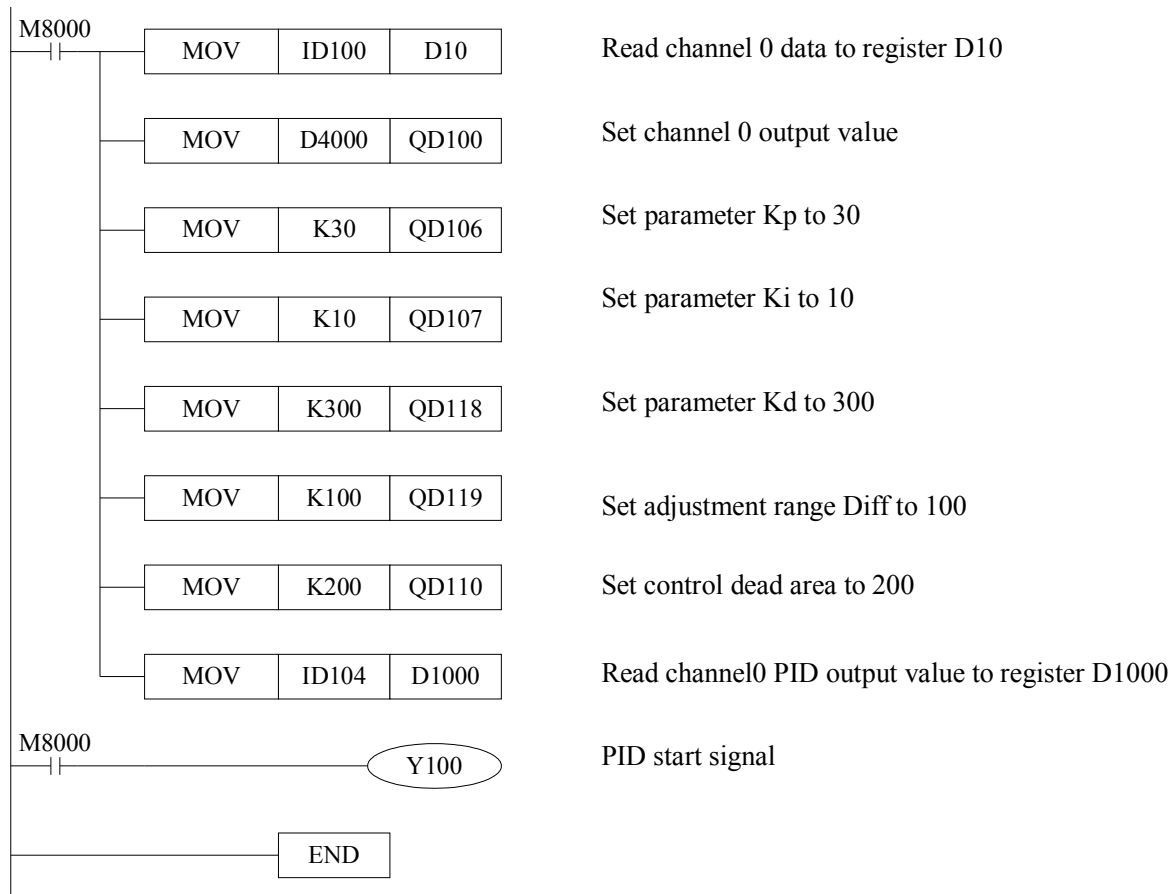 M8000
MOV ID100 D10 Read channel 0 data to register D10
MOV D4000 QD100 Set channel 0 output value
MOV K30 QD106 Set parameter Kp to 30
MOV K10 QD107 Set parameter Ki to 10
MOV K300 QD118 Set parameter Kd to 300
MOV K100 QD119 Set adjustment range Diff to 100
MOV K200 QD110 Set control dead area to 200
MOV ID104 D1000 Read channel0 PID output value to register D1000
M8000
Y100 PID start signal
END